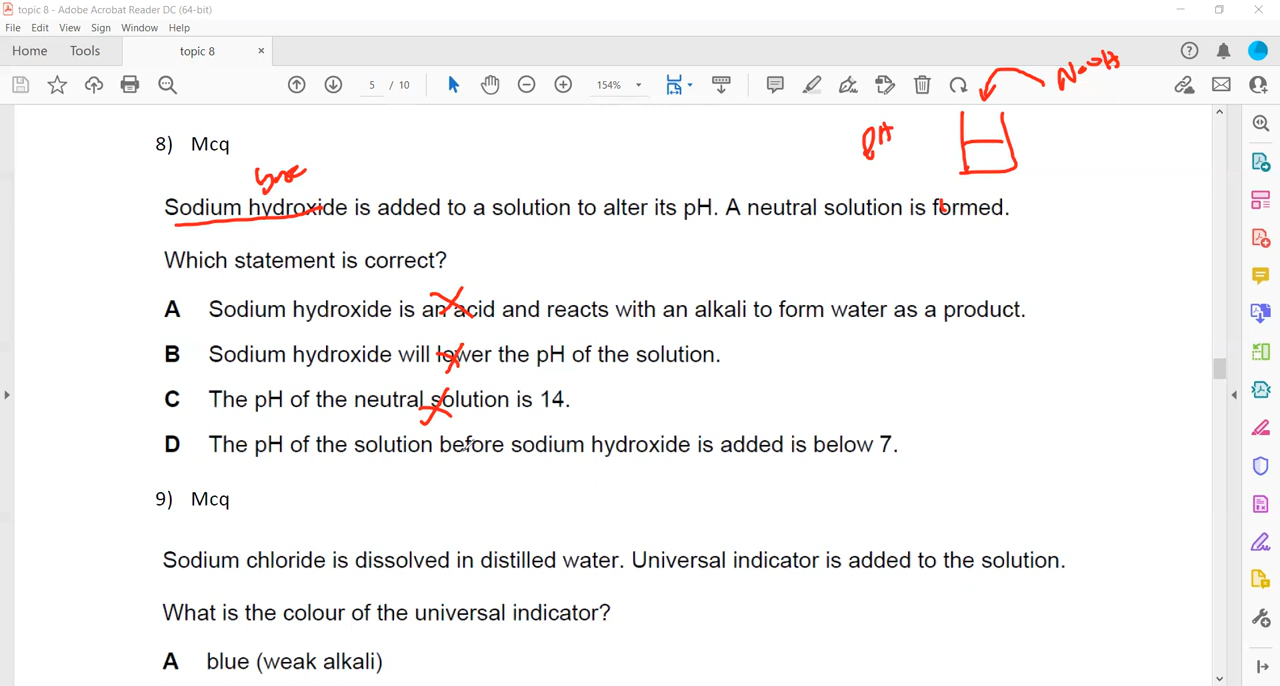 topic 8 - Adobe Acrobat Reader DC (64-bit)
File Edit View Sign Window Help
Home Tools topic 8 ×
5 / 10 154%
NaOH
pH
8) Mcq
base
Sodium hydroxide is added to a solution to alter its pH. A neutral solution is formed.
Which statement is correct?
A Sodium hydroxide is an acid and reacts with an alkali to form water as a product.
B Sodium hydroxide will lower the pH of the solution.
C The pH of the neutral solution is 14.
D The pH of the solution before sodium hydroxide is added is below 7.
9) Mcq
Sodium chloride is dissolved in distilled water. Universal indicator is added to the solution.
What is the colour of the universal indicator?
A blue (weak alkali)